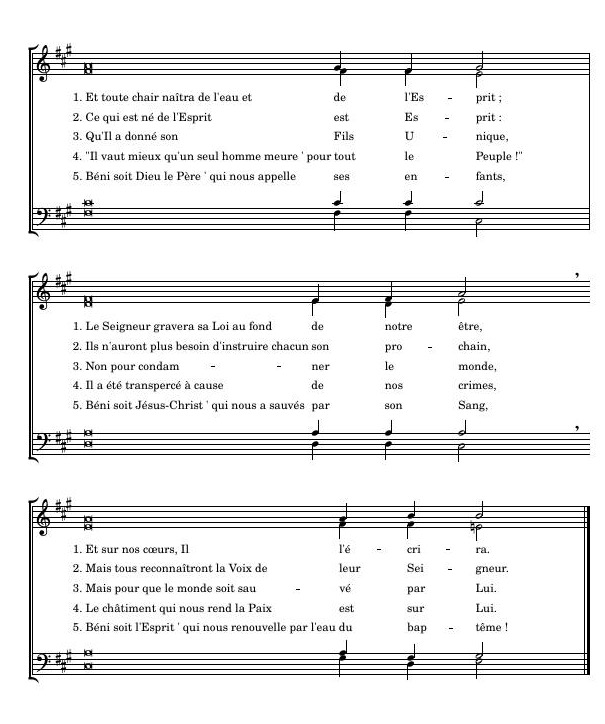 1. Et toute chair naîtra de l'eau et de l'Es - prit ;
2. Ce qui est né de l'Esprit est Es - prit :
3. Qu'Il a donné son Fils U - nique,
4. "Il vaut mieux qu'un seul homme meure ' pour tout le Peuple !"
5. Béni soit Dieu le Père ' qui nous appelle ses en - fants,
1. Le Seigneur gravera sa Loi au fond de notre être,
2. Ils n'auront plus besoin d'instruire chacun son pro - chain,
3. Non pour condam - - ner le monde,
4. Il a été transpercé à cause de nos crimes,
5. Béni soit Jésus-Christ ' qui nous a sauvés par son Sang,
1. Et sur nos cœurs, Il l'é - cri - ra.
2. Mais tous reconnaîtront la Voix de leur Sei - gneur.
3. Mais pour que le monde soit sau - vé par Lui.
4. Le châtiment qui nous rend la Paix est sur Lui.
5. Béni soit l'Esprit ' qui nous renouvelle par l'eau du bap - tême !